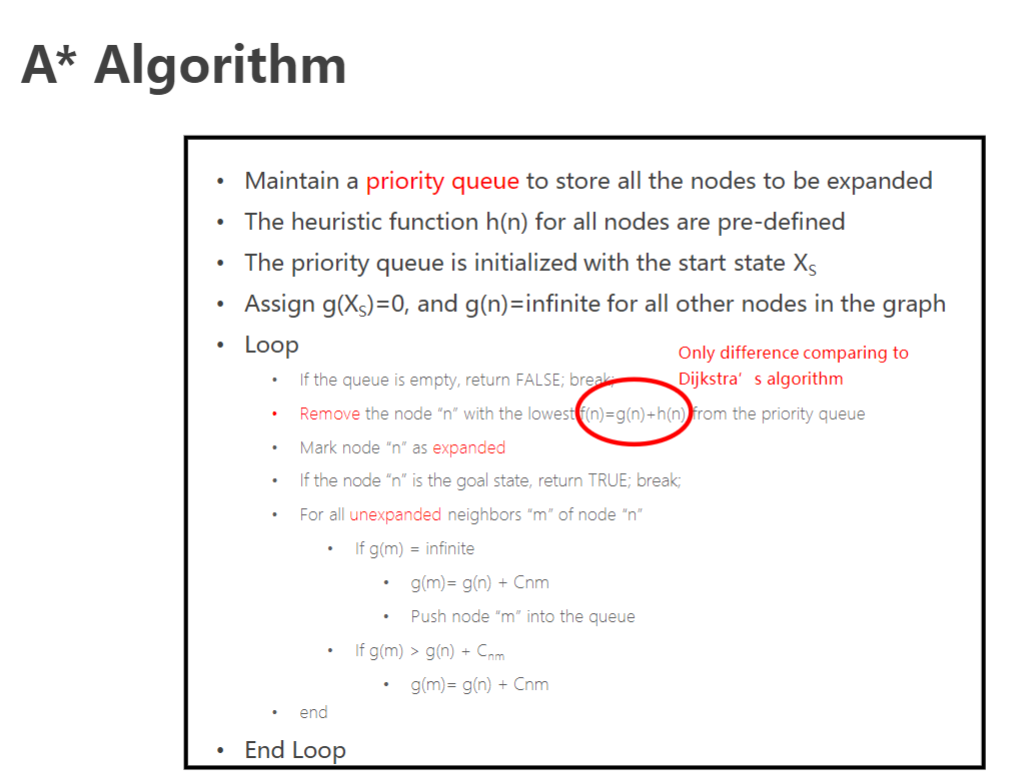 A* Algorithm
• Maintain a priority queue to store all the nodes to be expanded
• The heuristic function h(n) for all nodes are pre-defined
• The priority queue is initialized with the start state XS
• Assign g(XS)=0, and g(n)=infinite for all other nodes in the graph
• Loop
Only difference comparing to
Dijkstra’s algorithm
• If the queue is empty, return FALSE; break;
• Remove the node “n” with the lowest f(n)=g(n)+h(n) from the priority queue
• Mark node “n” as expanded
• If the node “n” is the goal state, return TRUE; break;
• For all unexpanded neighbors “m” of node “n”
• If g(m) = infinite
• g(m)= g(n) + Cnm
• Push node “m” into the queue
• If g(m) > g(n) + Cnm
• g(m)= g(n) + Cnm
• end
• End Loop